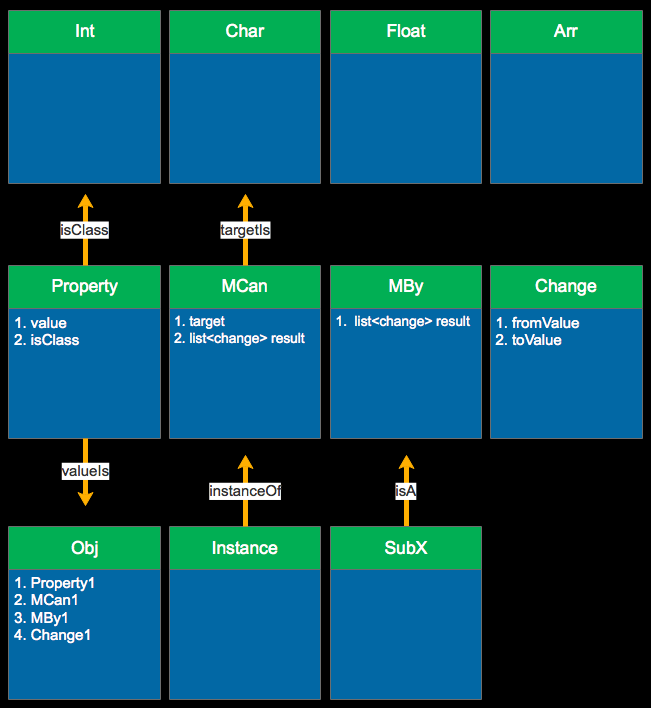 Int
Char
Float
Arr
isClass
targetIs
Property
MCan
MBy
Change
1. value
2. isClass
1. target
2. list<change> result
1. list<change> result
1. fromValue
2. toValue
valueIs
instanceOf
isA
Obj
Instance
SubX
1. Property1
2. MCan1
3. MBy1
4. Change1